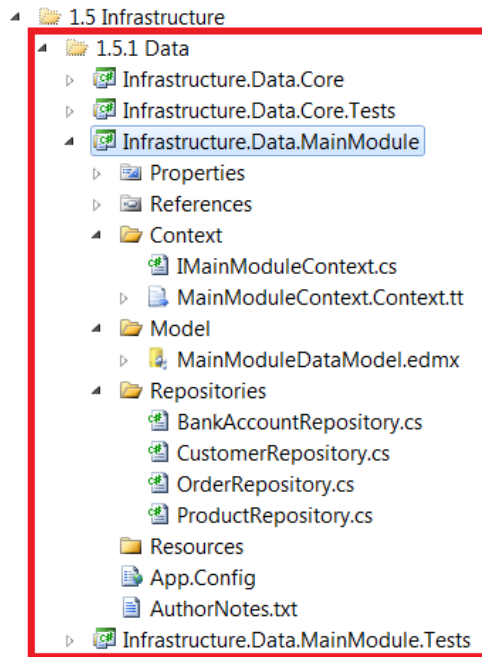 1.5 Infrastructure
1.5.1 Data
Infrastructure.Data.Core
Infrastructure.Data.Core.Tests
Infrastructure.Data.MainModule
Properties
References
Context
IMainModuleContext.cs
MainModuleContext.Context.tt
Model
MainModuleDataModel.edmx
Repositories
BankAccountRepository.cs
CustomerRepository.cs
OrderRepository.cs
ProductRepository.cs
Resources
App.Config
AuthorNotes.txt
Infrastructure.Data.MainModule.Tests